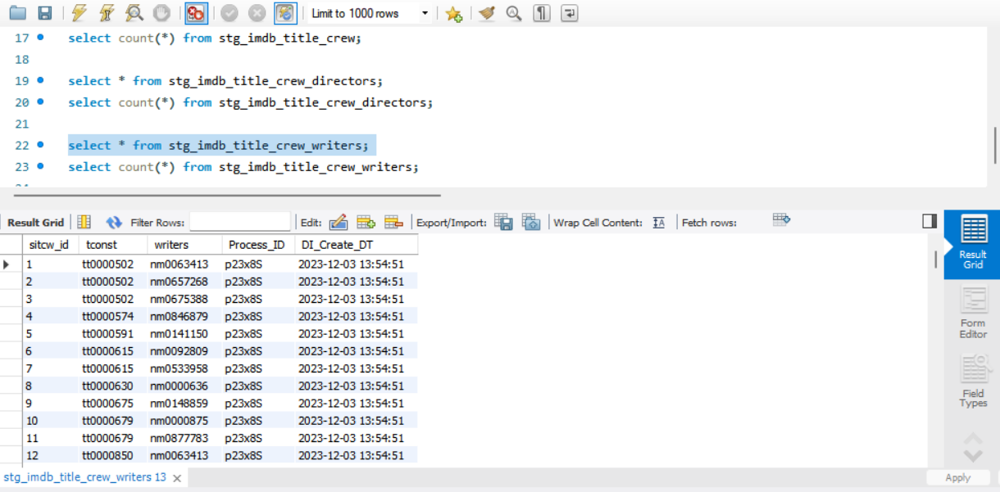 Limit to 1000 rows
17 select count(*) from stg_imdb_title_crew;
18
19 select * from stg_imdb_title_crew_directors;
20 select count(*) from stg_imdb_title_crew_directors;
21
22 select * from stg_imdb_title_crew_writers;
23 select count(*) from stg_imdb_title_crew_writers;
Result Grid Filter Rows: Edit: Export/Import: Wrap Cell Content: Fetch rows:
sitcw_id tconst writers Process_ID DI_Create_DT
1 tt0000502 nm0063413 p23x8S 2023-12-03 13:54:51
2 tt0000502 nm0657268 p23x8S 2023-12-03 13:54:51
3 tt0000502 nm0675388 p23x8S 2023-12-03 13:54:51
4 tt0000574 nm0846879 p23x8S 2023-12-03 13:54:51
5 tt0000591 nm0141150 p23x8S 2023-12-03 13:54:51
6 tt0000615 nm0092809 p23x8S 2023-12-03 13:54:51
7 tt0000615 nm0533958 p23x8S 2023-12-03 13:54:51
8 tt0000630 nm0000636 p23x8S 2023-12-03 13:54:51
9 tt0000675 nm0148859 p23x8S 2023-12-03 13:54:51
10 tt0000679 nm0000875 p23x8S 2023-12-03 13:54:51
11 tt0000679 nm0877783 p23x8S 2023-12-03 13:54:51
12 tt0000850 nm0063413 p23x8S 2023-12-03 13:54:51
Result
Grid
Form
Editor
Field
Types
stg_imdb_title_crew_writers 13
Apply